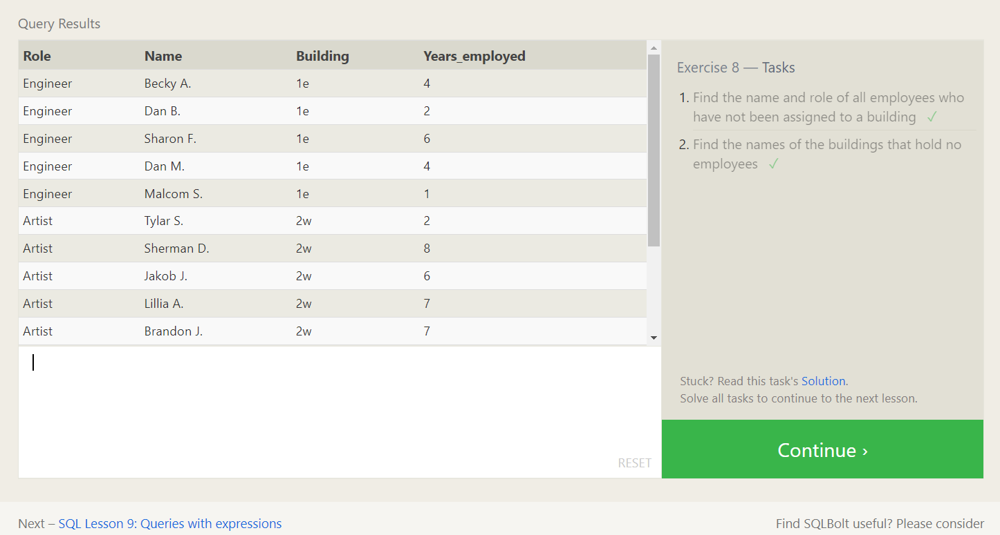 Query Results
Role Name Building Years_employed
Engineer Becky A. 1e 4
Engineer Dan B. 1e 2
Engineer Sharon F. 1e 6
Engineer Dan M. 1e 4
Engineer Malcom S. 1e 1
Artist Tylar S. 2w 2
Artist Sherman D. 2w 8
Artist Jakob J. 2w 6
Artist Lillia A. 2w 7
Artist Brandon J. 2w 7
RESET
Exercise 8 — Tasks
1. Find the name and role of all employees who
have not been assigned to a building ✓
2. Find the names of the buildings that hold no
employees ✓
Stuck? Read this task's Solution.
Solve all tasks to continue to the next lesson.
Continue ›
Next – SQL Lesson 9: Queries with expressions
Find SQLBolt useful? Please consider